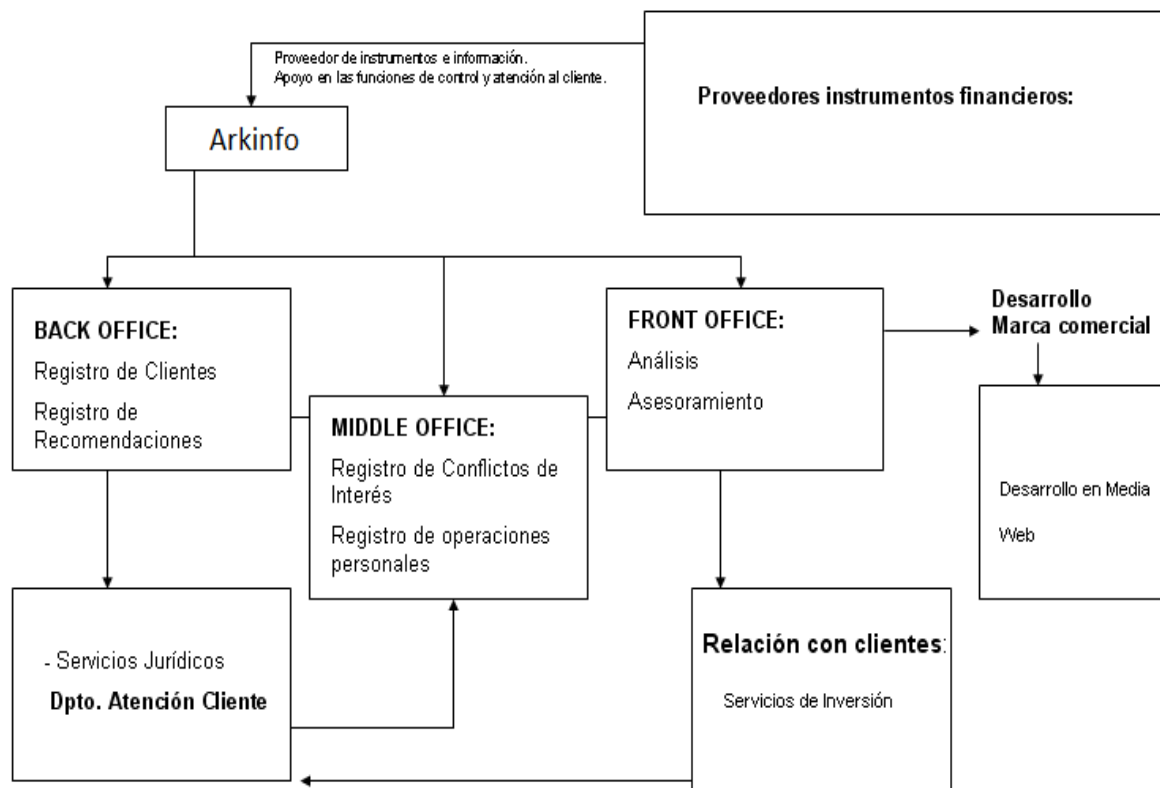 Proveedor de instrumentos e información.
Apoyo en las funciones de control y atención al cliente.
Proveedores instrumentos financieros:
Arkinfo
BACK OFFICE:
Registro de Clientes
Registro de
Recomendaciones
MIDDLE OFFICE:
Registro de Conflictos de
Interés
Registro de operaciones
personales
FRONT OFFICE:
Análisis
Asesoramiento
Desarrollo
Marca comercial
Desarrollo en Media
Web
- Servicios Jurídicos
Dpto. Atención Cliente
Relación con clientes:
Servicios de Inversión